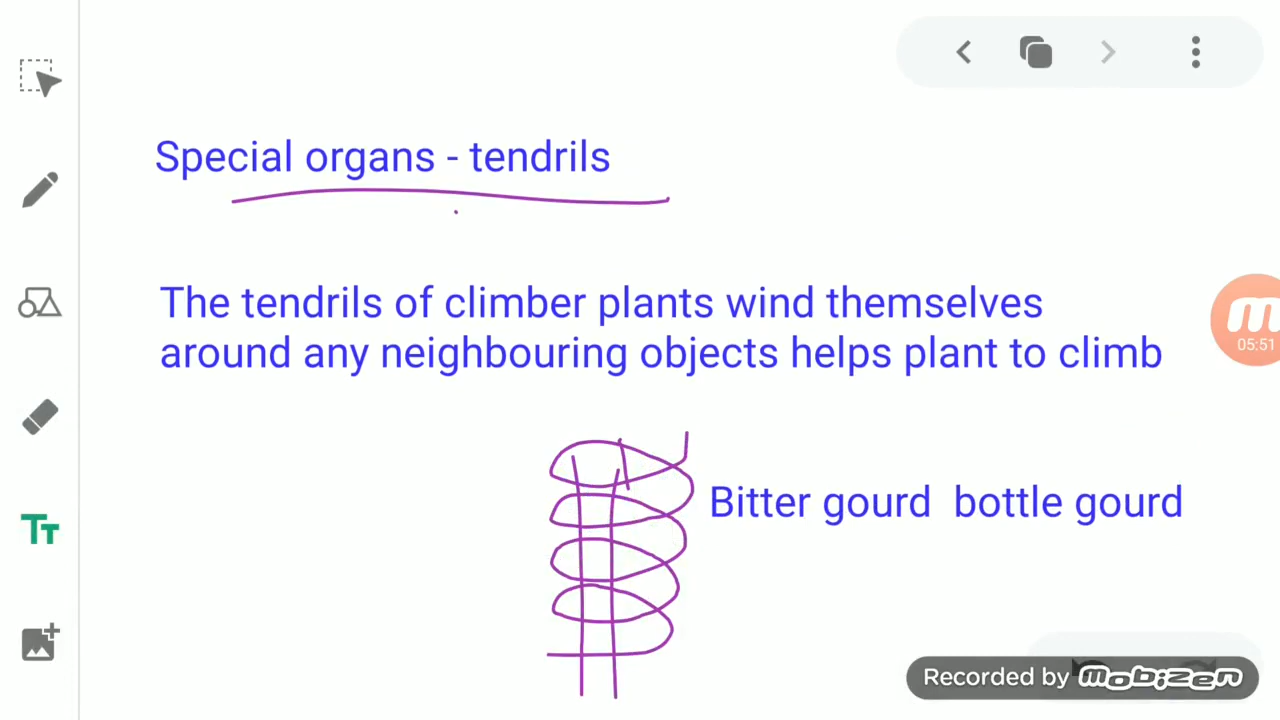 Special organs - tendrils
The tendrils of climber plants wind themselves
around any neighbouring objects helps plant to climb
05:51
Bitter gourd bottle gourd
Tт
Recorded by mobizen